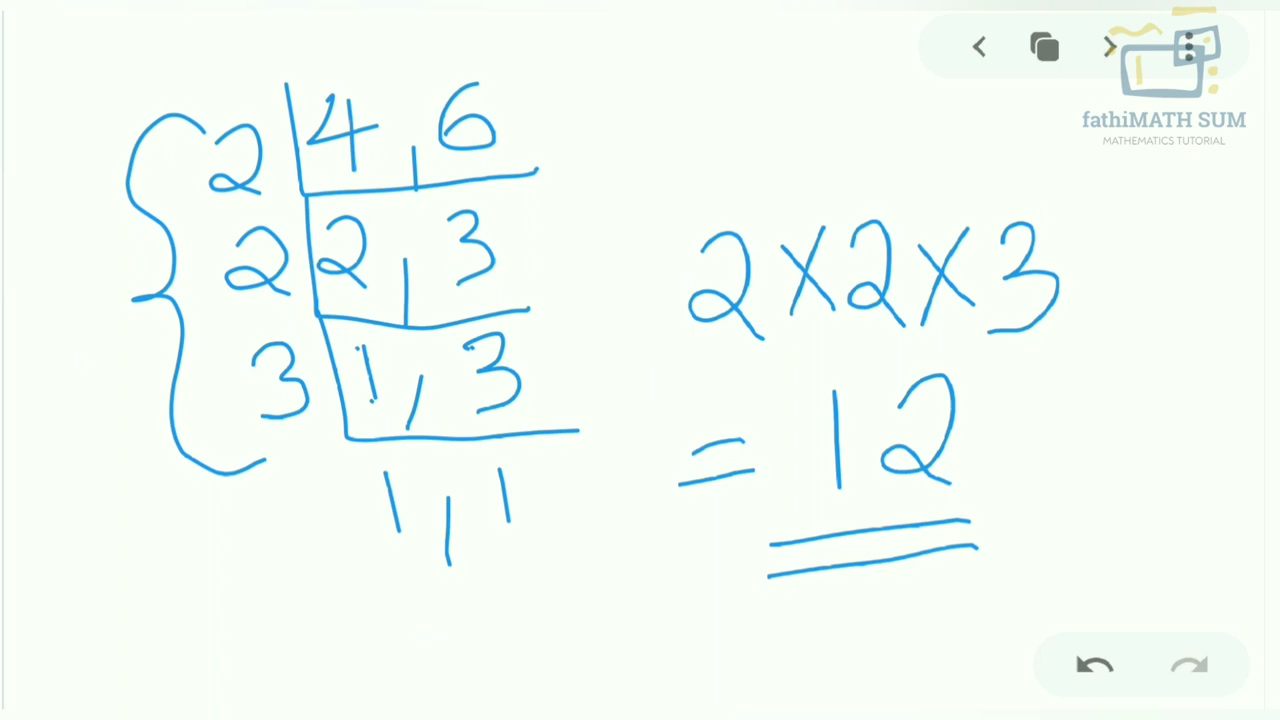 2 | 4 , 6
2 | 2 , 3
3 | 1 , 3
1 , 1
2 × 2 × 3
= 12
fathiMATH SUM
MATHEMATICS TUTORIAL